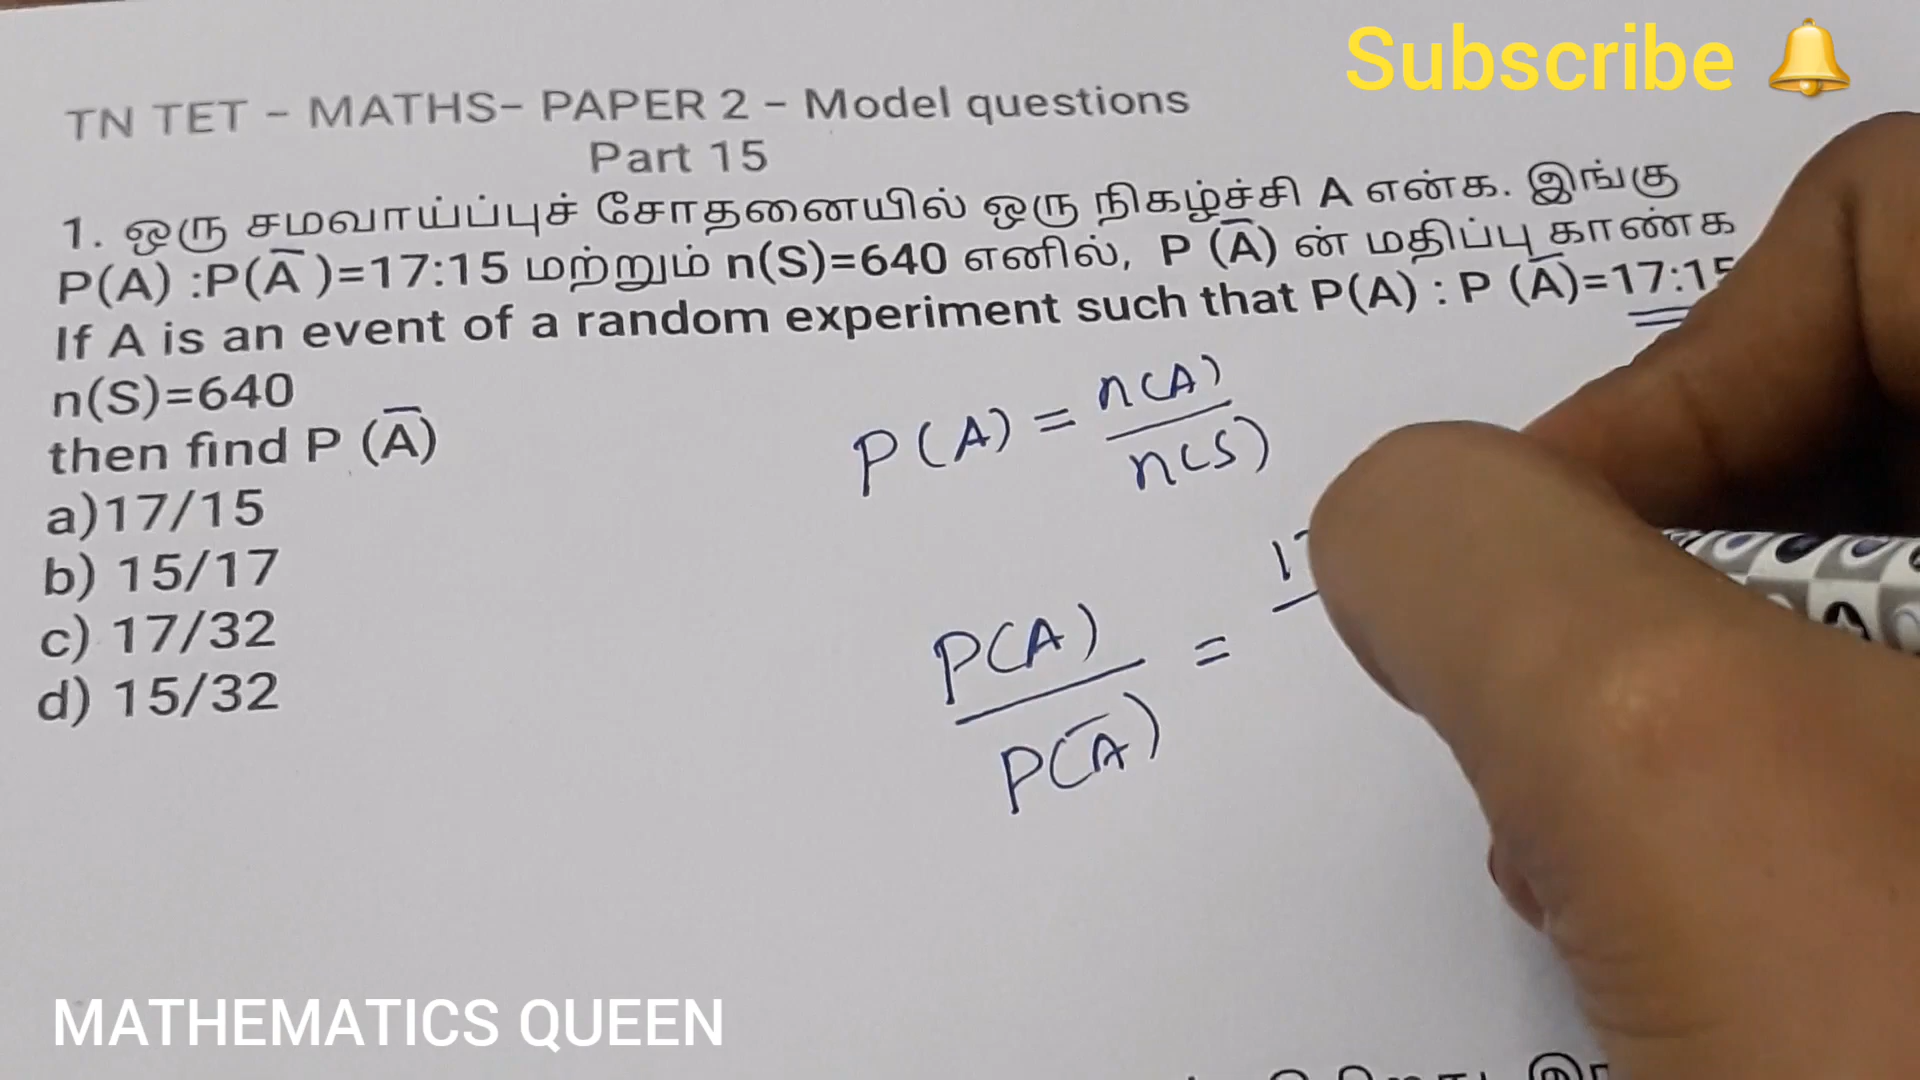 Subscribe 🔔
TN TET - MATHS- PAPER 2 - Model questions
Part 15
1. ஒரு சமவாய்ப்புச் சோதனையில் ஒரு நிகழ்ச்சி A என்க. இங்கு
P(A) :P(A̅ )=17:15 மற்றும் n(S)=640 எனில், P (A̅) ன் மதிப்பு காண்க
If A is an event of a random experiment such that P(A) : P (A̅)=17:15
n(S)=640
then find P (A̅)
a)17/15
b) 15/17
c) 17/32
d) 15/32
P(A) = n(A)
n(S)
P(A) =
P(A̅)
MATHEMATICS QUEEN